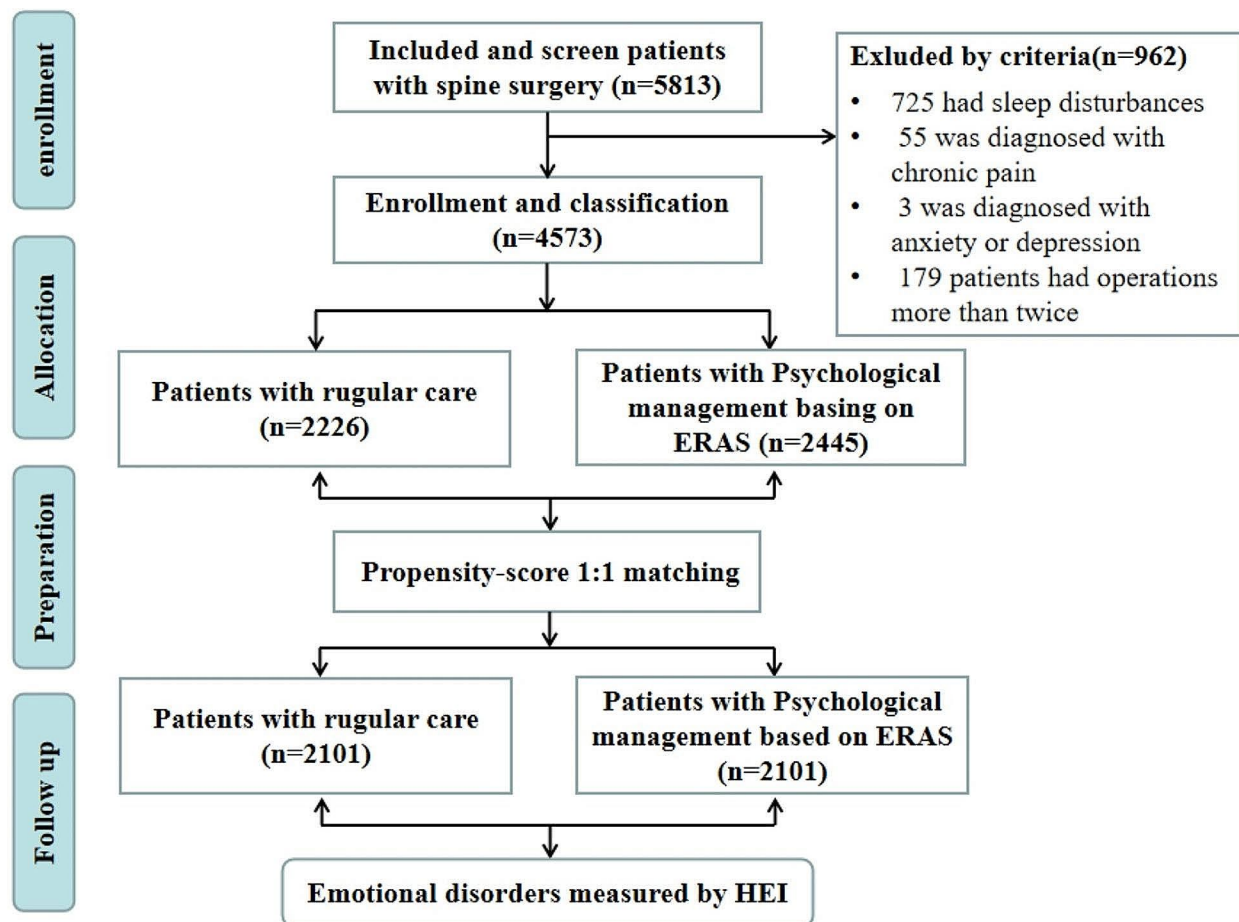 enrollment
Included and screen patients
with spine surgery (n=5813)
Exluded by criteria(n=962)
• 725 had sleep disturbances
• 55 was diagnosed with
chronic pain
• 3 was diagnosed with
anxiety or depression
• 179 patients had operations
more than twice
Enrollment and classification
(n=4573)
Allocation
Patients with rugular care
(n=2226)
Patients with Psychological
management basing on
ERAS (n=2445)
Preparation
Propensity-score 1:1 matching
Follow up
Patients with rugular care
(n=2101)
Patients with Psychological
management based on ERAS
(n=2101)
Emotional disorders measured by HEI